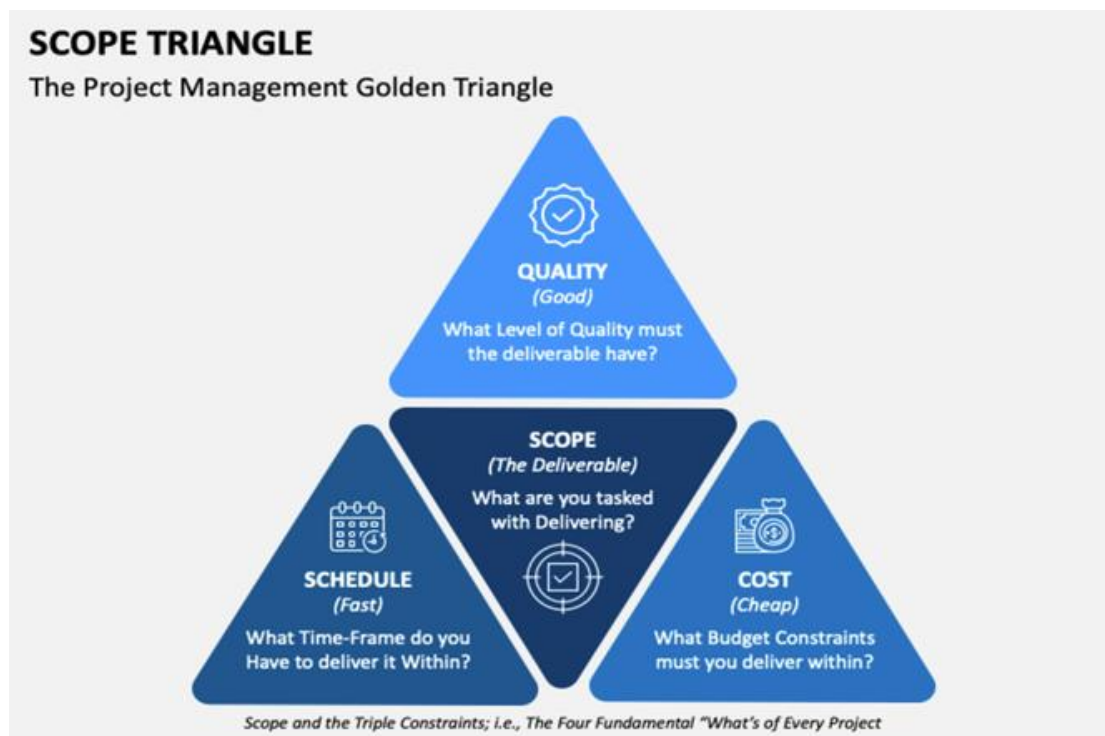 SCOPE TRIANGLE
The Project Management Golden Triangle
QUALITY
(Good)
What Level of Quality must
the deliverable have?
SCOPE
(The Deliverable)
What are you tasked
with Delivering?
SCHEDULE
(Fast)
What Time-Frame do you
Have to deliver it Within?
COST
(Cheap)
What Budget Constraints
must you deliver within?
Scope and the Triple Constraints; i.e., The Four Fundamental "What's of Every Project